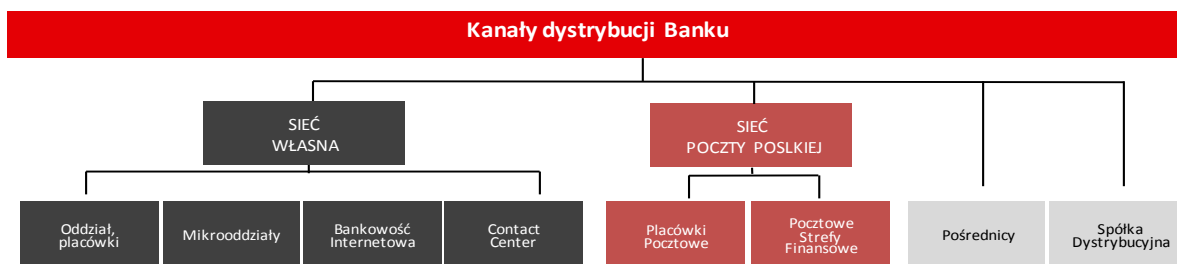 Kanały dystrybucji Banku
SIEĆ
WŁASNA
SIEĆ
POCZTY POSLKIEJ
Oddział,
placówki
Mikrooddziały
Bankowość
Internetowa
Contact
Center
Placówki
Pocztowe
Pocztowe
Strefy
Finansowe
Pośrednicy
Spółka
Dystrybucyjna